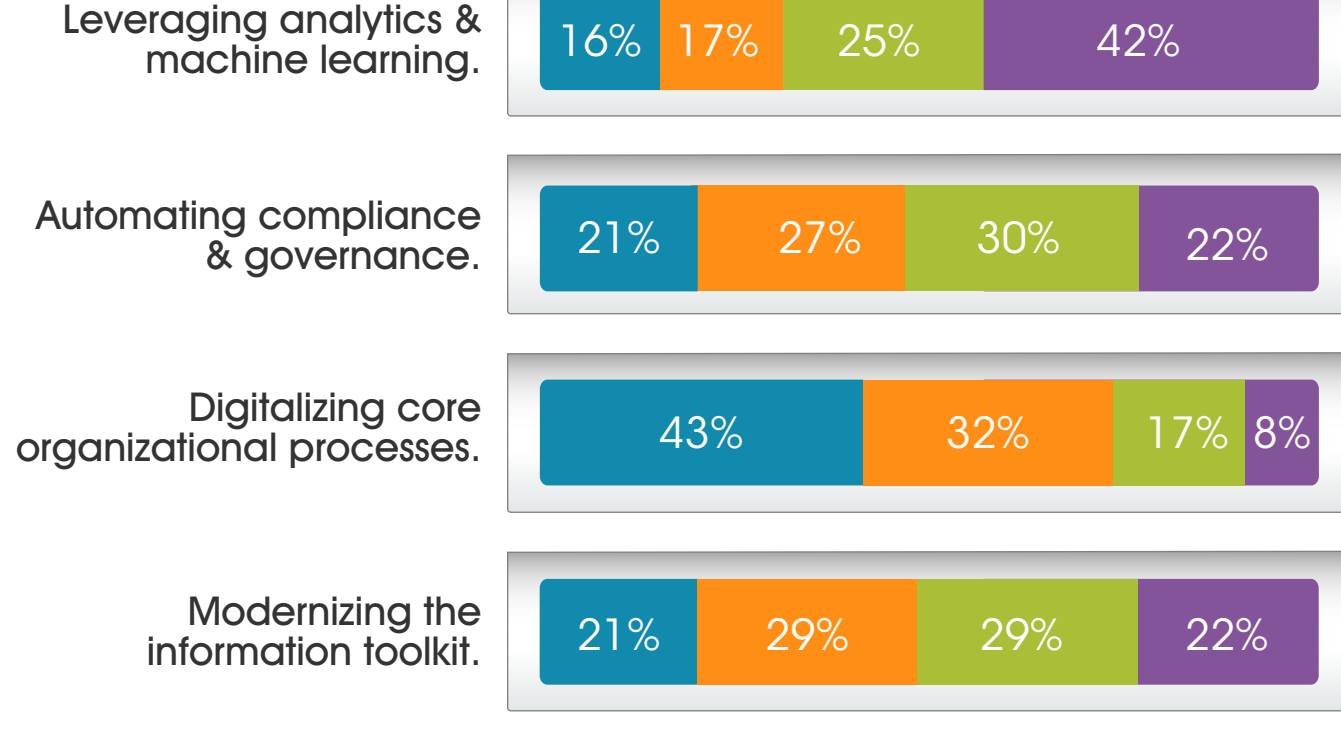 Leveraging analytics &
machine learning.
16% 17% 25% 42%
Automating compliance
& governance.
21% 27% 30% 22%
Digitalizing core
organizational processes.
43% 32% 17% 8%
Modernizing the
information toolkit.
21% 29% 29% 22%